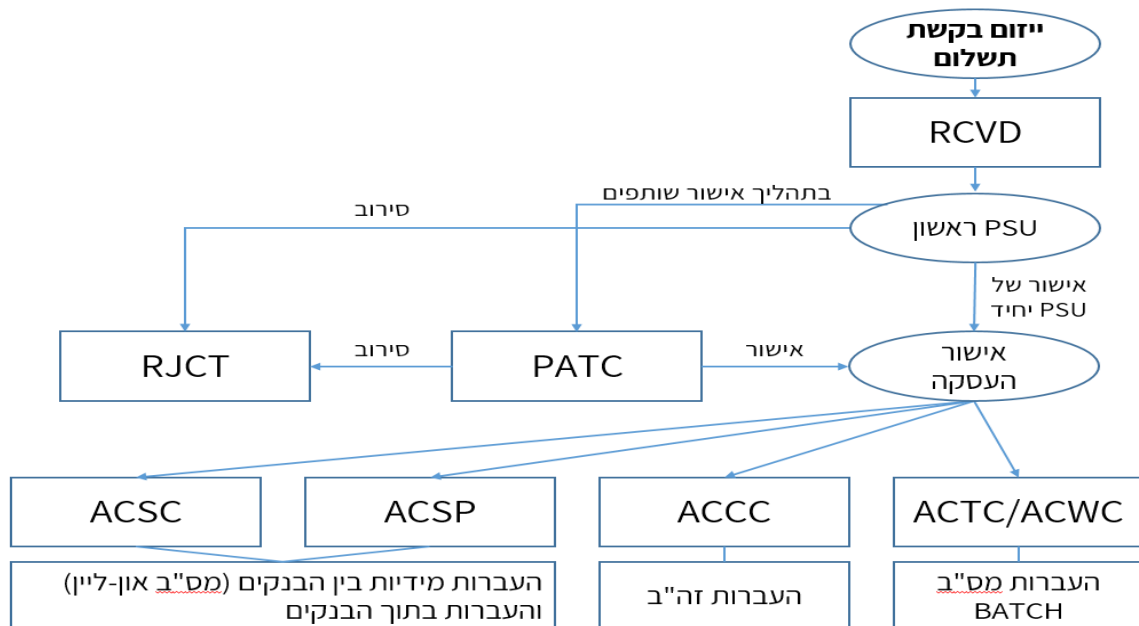 ייזום בקשת
תשלום
RCVD
בתהליך אישור שותפים
סירוב
PSU ראשון
אישור של
PSU יחיד
אישור
העסקה
אישור
PATC
סירוב
RJCT
ACTC/ACWC
ACCC
ACSP
ACSC
העברות מס"ב
BATCH
העברות זה"ב
העברות מידיות בין הבנקים (מס"ב און-ליין)
והעברות בתוך הבנקים